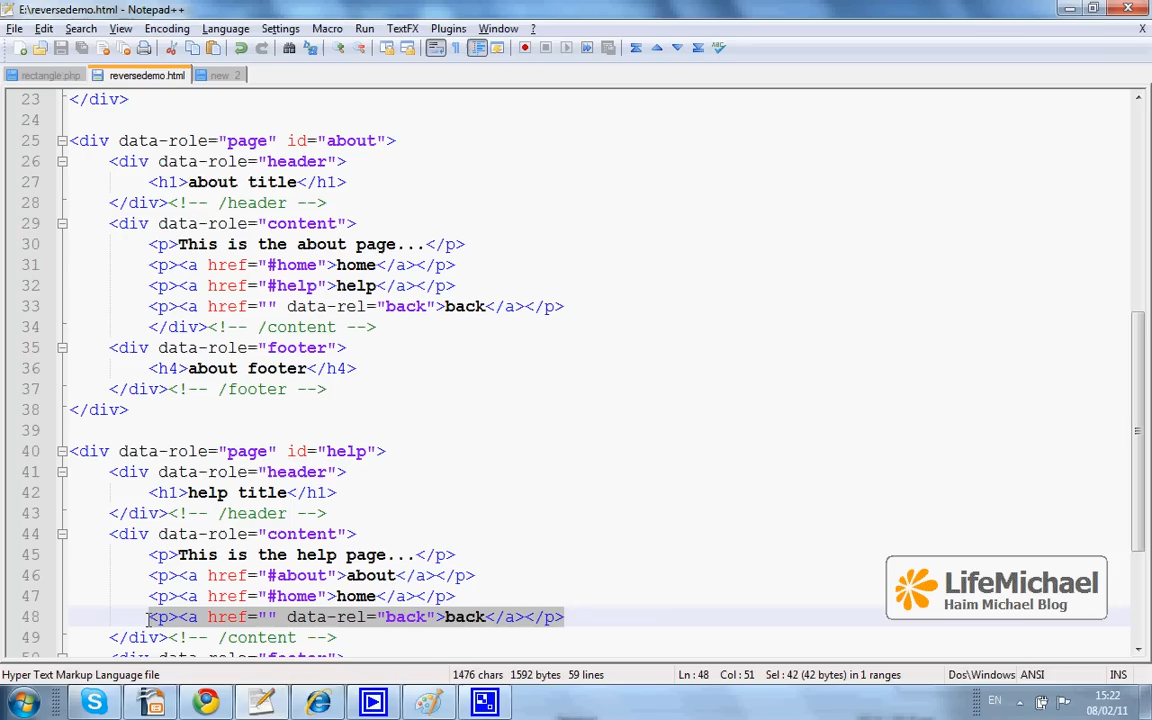 E:\reversedemo.html - Notepad++
File Edit Search View Encoding Language Settings Macro Run TextFX Plugins Window ? X
rectangle.php reversedemo.html new 2
23 </div>
24
25 <div data-role="page" id="about">
26 <div data-role="header">
27 <h1>about title</h1>
28 </div><!-- /header -->
29 <div data-role="content">
30 <p>This is the about page...</p>
31 <p><a href="#home">home</a></p>
32 <p><a href="#help">help</a></p>
33 <p><a href="" data-rel="back">back</a></p>
34 </div><!-- /content -->
35 <div data-role="footer">
36 <h4>about footer</h4>
37 </div><!-- /footer -->
38 </div>
39
40 <div data-role="page" id="help">
41 <div data-role="header">
42 <h1>help title</h1>
43 </div><!-- /header -->
44 <div data-role="content">
45 <p>This is the help page...</p>
46 <p><a href="#about">about</a></p>
47 <p><a href="#home">home</a></p>
48 <p><a href="" data-rel="back">back</a></p>
49 </div><!-- /content -->
LifeMichael
Haim Michael Blog
Hyper Text Markup Language file 1476 chars 1592 bytes 59 lines Ln : 48 Col : 51 Sel : 42 (42 bytes) in 1 ranges Dos\Windows ANSI INS
EN 15:22
08/02/11